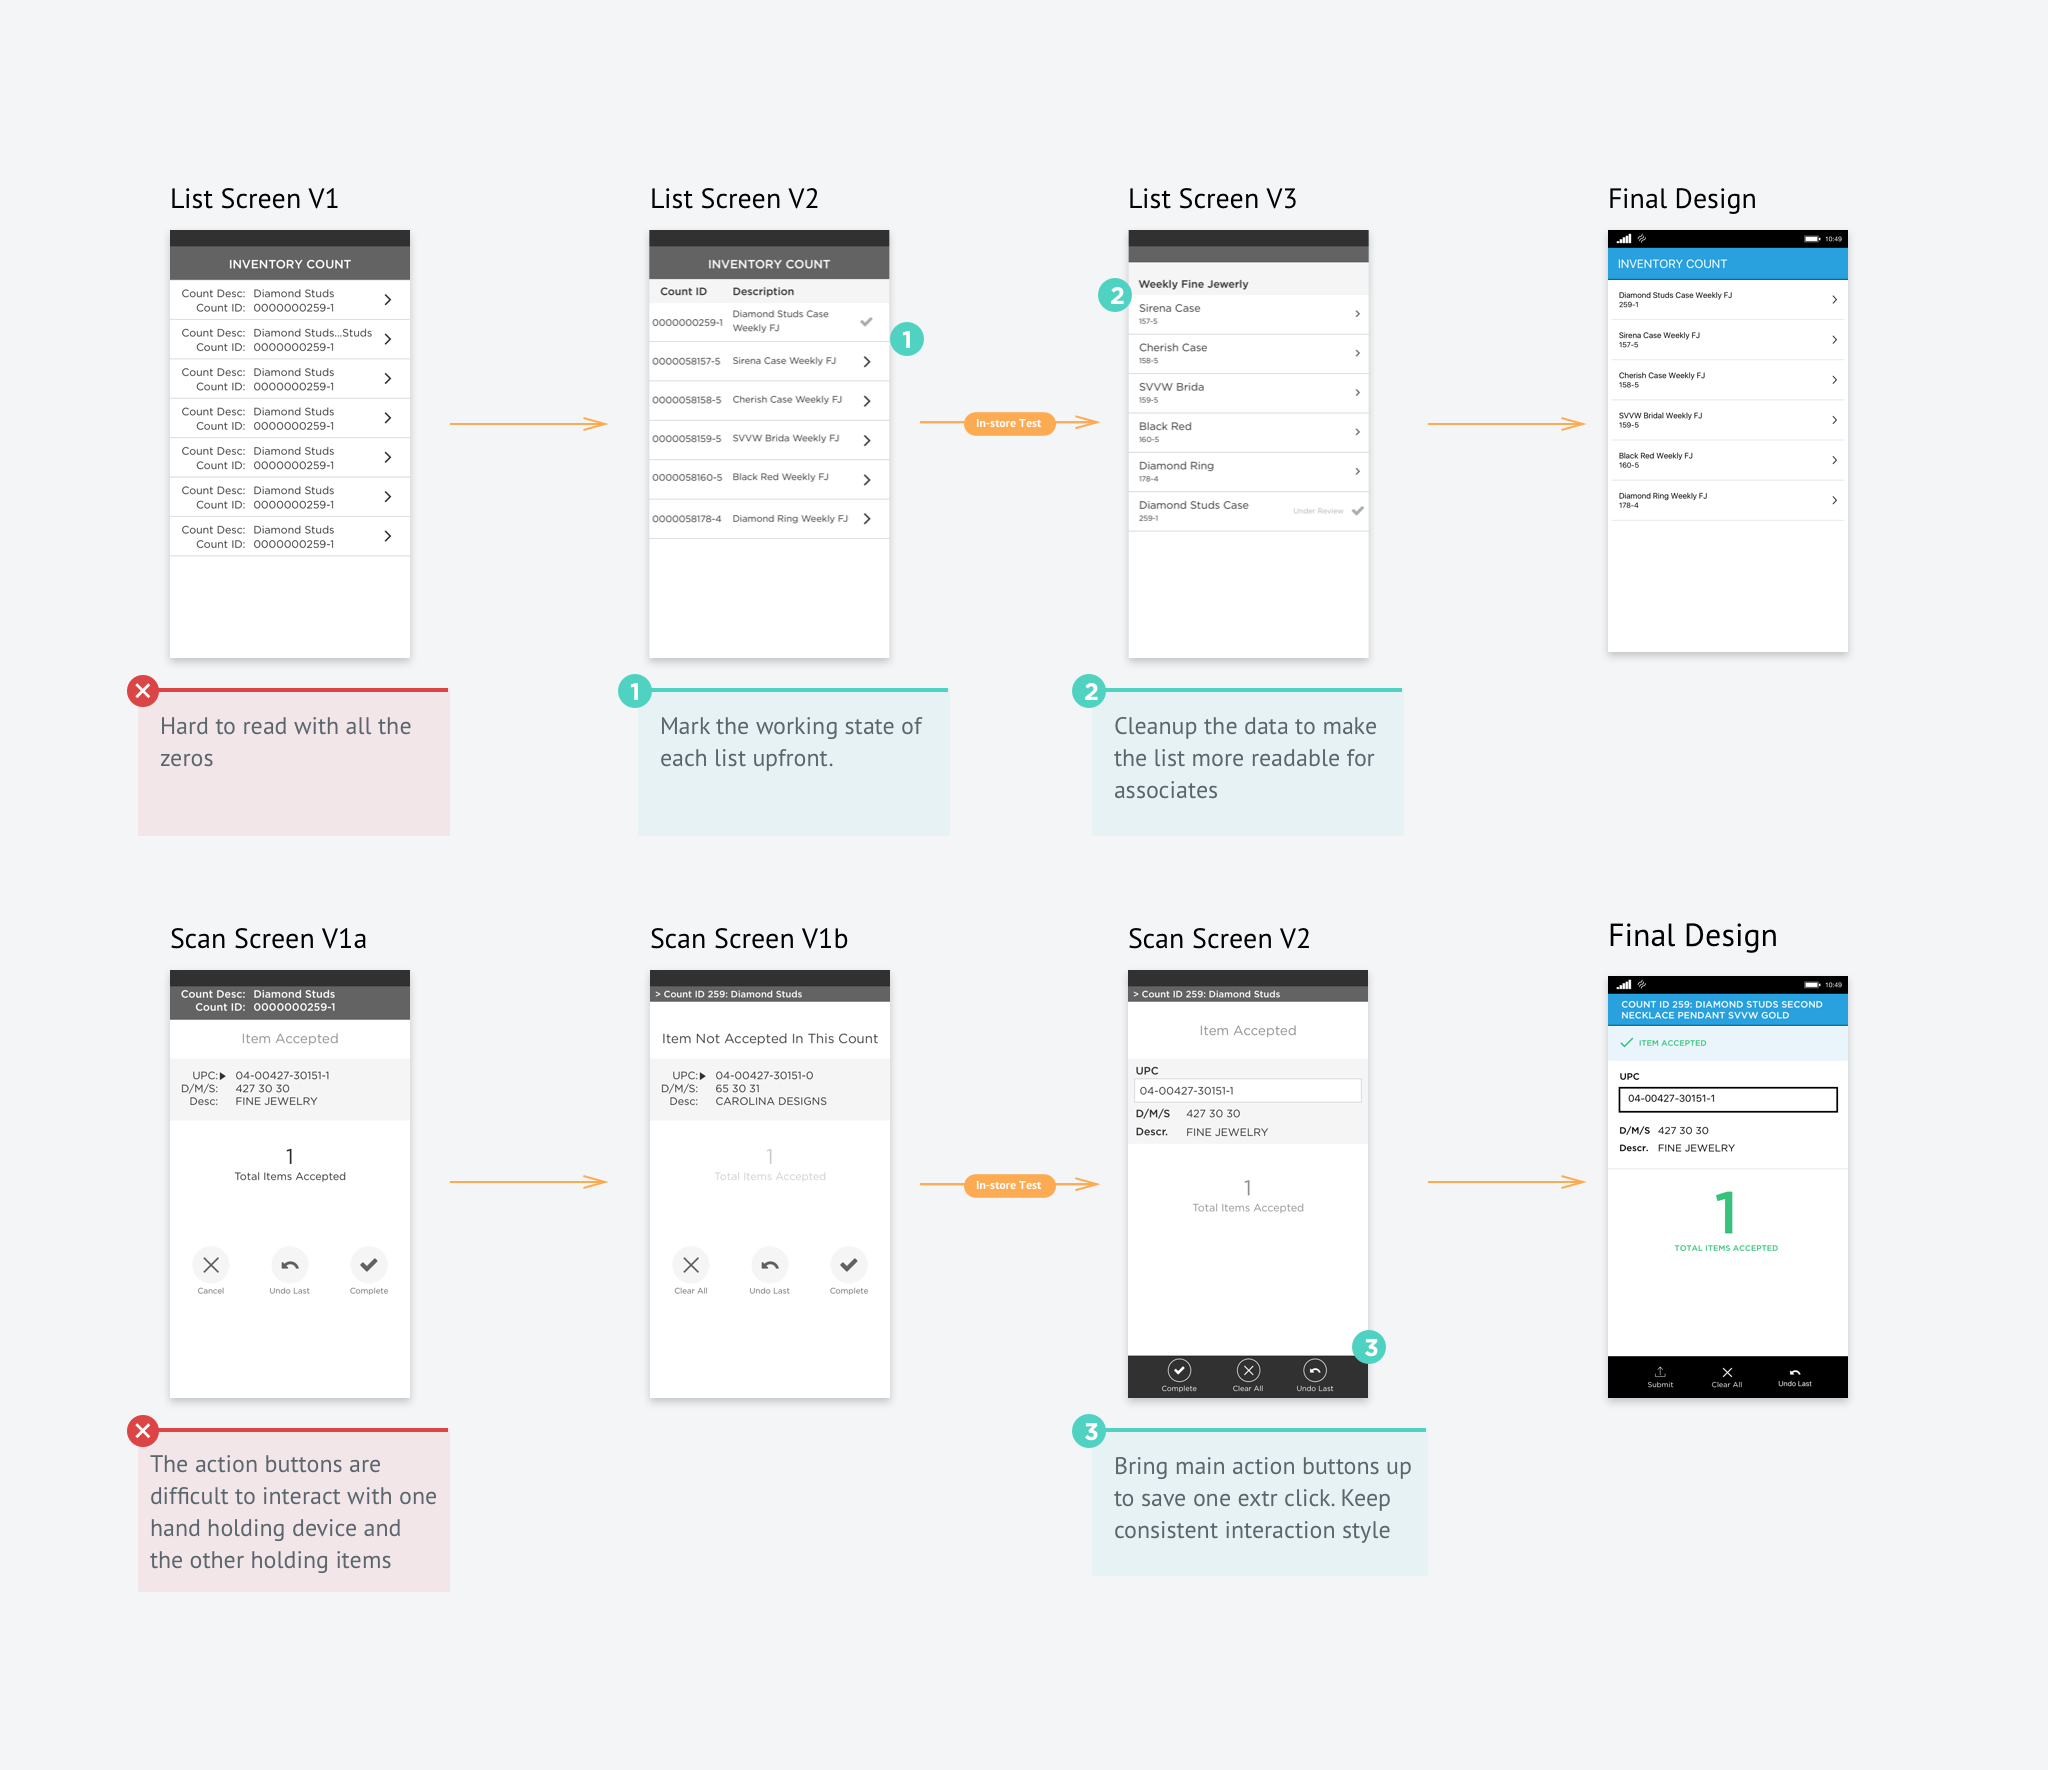 List Screen V1
INVENTORY COUNT
Count Desc: Diamond Studs
Count ID: 0000000259-1
Count Desc: Diamond Studs...Studs
Count ID: 0000000259-1
Count Desc: Diamond Studs
Count ID: 0000000259-1
Count Desc: Diamond Studs
Count ID: 0000000259-1
Count Desc: Diamond Studs
Count ID: 0000000259-1
Count Desc: Diamond Studs
Count ID: 0000000259-1
Count Desc: Diamond Studs
Count ID: 0000000259-1
Hard to read with all the
zeros
List Screen V2
INVENTORY COUNT
Count ID Description
0000000259-1 Diamond Studs Case
Weekly FJ
0000058157-5 Sirena Case Weekly FJ
0000058158-5 Cherish Case Weekly FJ
0000058159-5 SVVW Brida Weekly FJ
0000058160-5 Black Red Weekly FJ
0000058178-4 Diamond Ring Weekly FJ
1
1
Mark the working state of
each list upfront.
In-store Test
List Screen V3
2
Weekly Fine Jewerly
Sirena Case
157-5
Cherish Case
158-5
SVVW Brida
159-5
Black Red
160-5
Diamond Ring
178-4
Diamond Studs Case
259-1
Under Review
2
Cleanup the data to make
the list more readable for
associates
Final Design
10:49
INVENTORY COUNT
Diamond Studs Case Weekly FJ
259-1
Sirena Case Weekly FJ
157-5
Cherish Case Weekly FJ
158-5
SVVW Bridal Weekly FJ
159-5
Black Red Weekly FJ
160-5
Diamond Ring Weekly FJ
178-4
Scan Screen V1a
Count Desc: Diamond Studs
Count ID: 0000000259-1
Item Accepted
UPC: 04-00427-30151-1
D/M/S: 427 30 30
Desc: FINE JEWELRY
1
Total Items Accepted
Cancel Undo Last Complete
The action buttons are
difficult to interact with one
hand holding device and
the other holding items
Scan Screen V1b
> Count ID 259: Diamond Studs
Item Not Accepted In This Count
UPC: 04-00427-30151-0
D/M/S: 65 30 31
Desc: CAROLINA DESIGNS
1
Total Items Accepted
Clear All Undo Last Complete
In-store Test
Scan Screen V2
> Count ID 259: Diamond Studs
Item Accepted
UPC
04-00427-30151-1
D/M/S 427 30 30
Descr. FINE JEWELRY
1
Total Items Accepted
3
Complete Clear All Undo Last
3
Bring main action buttons up
to save one extr click. Keep
consistent interaction style
Final Design
10:49
COUNT ID 259: DIAMOND STUDS SECOND
NECKLACE PENDANT SVVW GOLD
ITEM ACCEPTED
UPC
04-00427-30151-1
D/M/S 427 30 30
Descr. FINE JEWELRY
1
TOTAL ITEMS ACCEPTED
Submit Clear All Undo Last